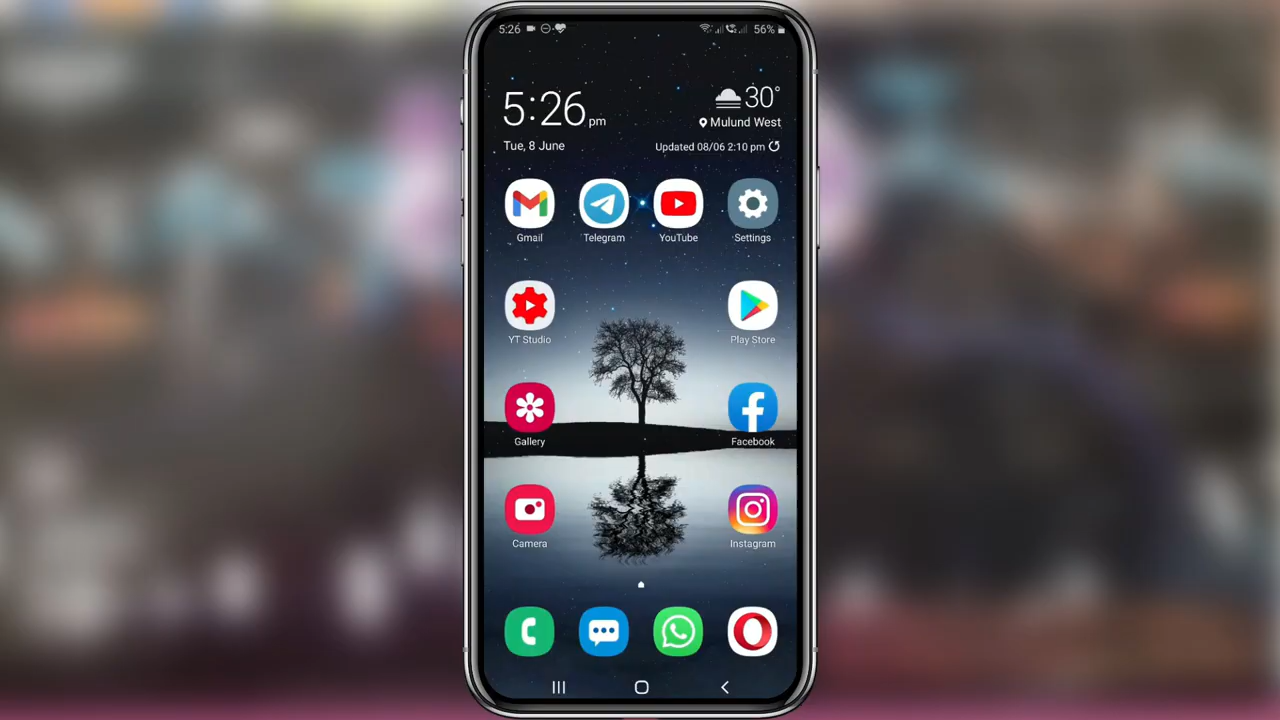 5:26
56%
5:26 pm
30°
Mulund West
Tue, 8 June
Updated 08/06 2:10 pm
Gmail
Telegram
YouTube
Settings
YT Studio
Play Store
Gallery
Facebook
Camera
Instagram